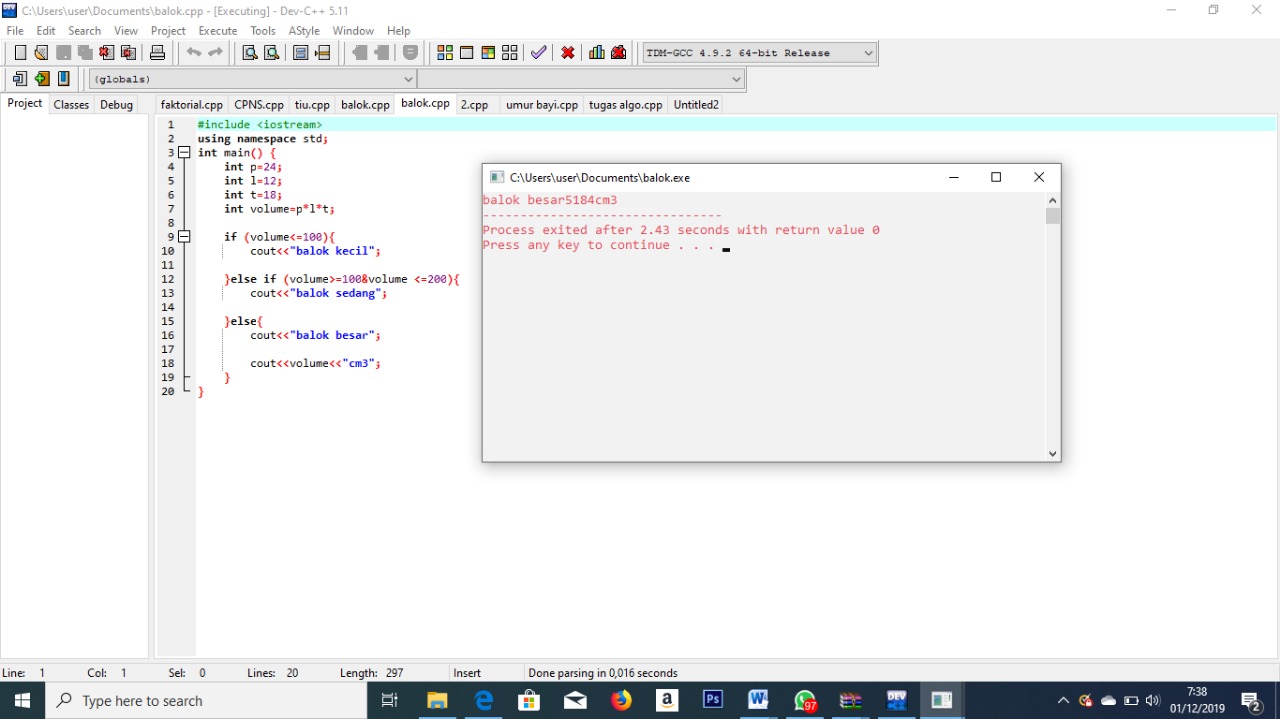 C:\Users\user\Documents\balok.cpp - [Executing] - Dev-C++ 5.11
File Edit Search View Project Execute Tools AStyle Window Help
TDM-GCC 4.9.2 64-bit Release
(globals)
Project Classes Debug faktorial.cpp CPNS.cpp tiu.cpp balok.cpp balok.cpp 2.cpp umur bayi.cpp tugas algo.cpp Untitled2
1 #include <iostream>
2 using namespace std;
3 int main() {
4 int p=24;
5 int l=12;
6 int t=18;
7 int volume=p*l*t;
8
9 if (volume<=100){
10 cout<<"balok kecil";
11
12 }else if (volume>=100&volume <=200){
13 cout<<"balok sedang";
14
15 }else{
16 cout<<"balok besar";
17
18 cout<<volume<<"cm3";
19 }
20 }
C:\Users\user\Documents\balok.exe
balok besar5184cm3
--------------------------------
Process exited after 2.43 seconds with return value 0
Press any key to continue . . .
Line: 1 Col: 1 Sel: 0 Lines: 20 Length: 297 Insert Done parsing in 0,016 seconds
Type here to search
a
Ps
W
97
DEV
7:38
01/12/2019
2